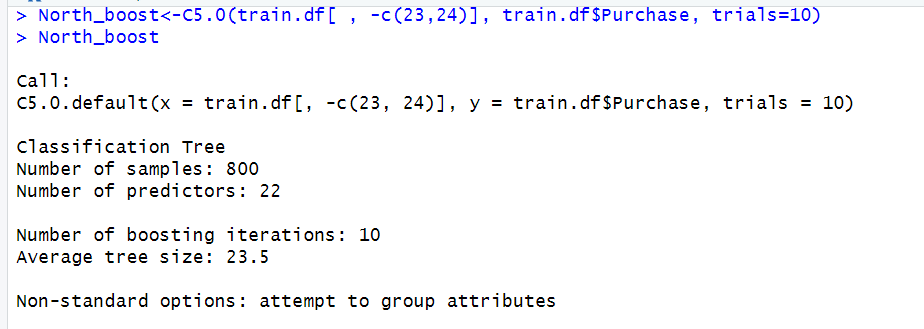 > North_boost<-C5.0(train.df[ , -c(23,24)], train.df$Purchase, trials=10)
> North_boost
Call:
C5.0.default(x = train.df[, -c(23, 24)], y = train.df$Purchase, trials = 10)
Classification Tree
Number of samples: 800
Number of predictors: 22
Number of boosting iterations: 10
Average tree size: 23.5
Non-standard options: attempt to group attributes